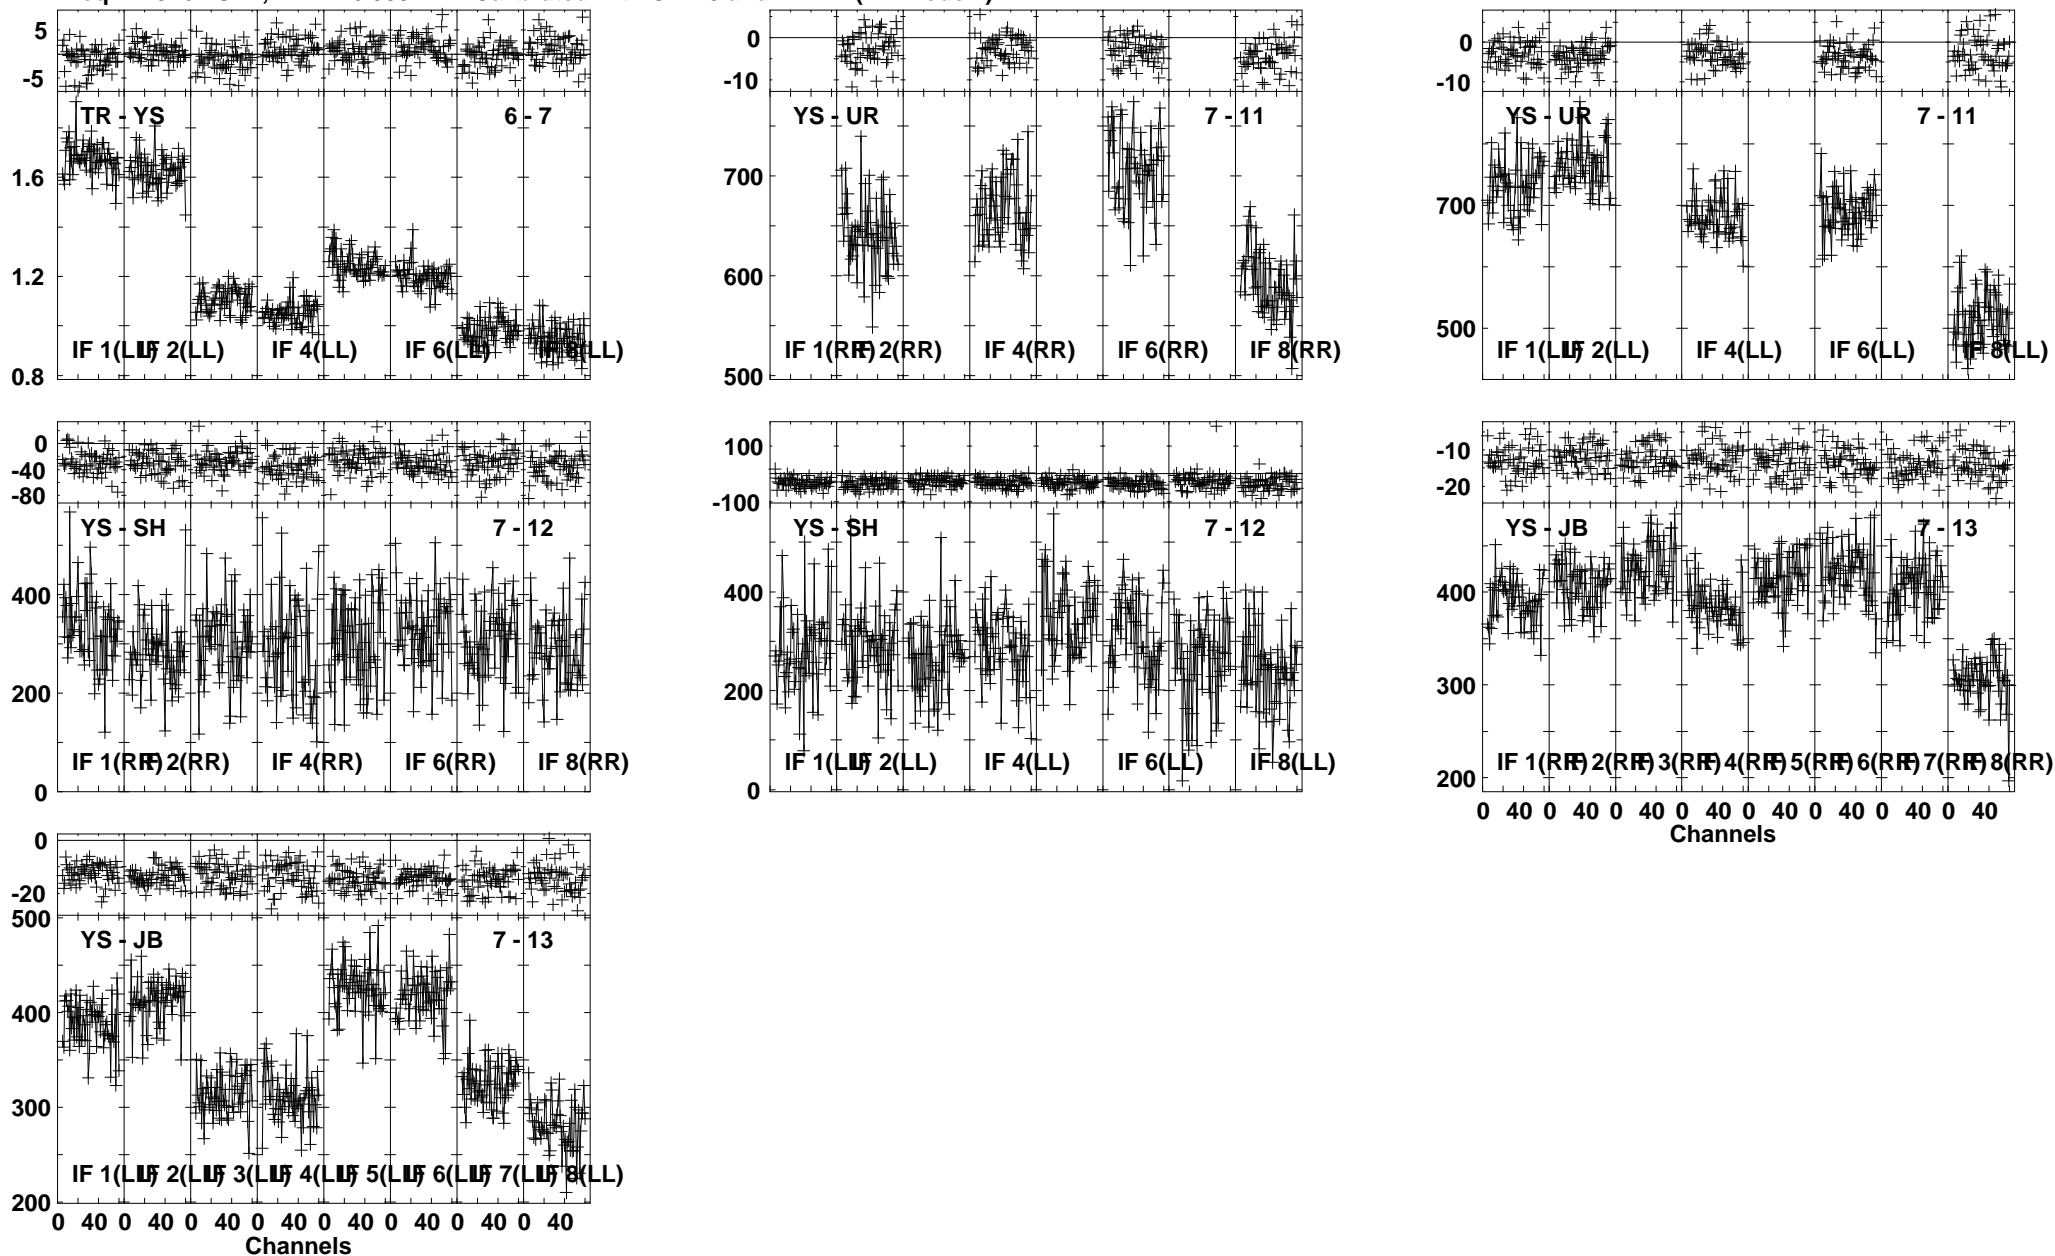 5
-5
TR - YS 6 - 7
1.6
1.2
0.8
IF 1(LL) IF 2(LL) IF 4(LL) IF 6(LL) IF 8(LL)
0
-10
YS - UR 7 - 11
700
600
500
IF 1(RR) IF 2(RR) IF 4(RR) IF 6(RR) IF 8(RR)
0
-10
YS - UR 7 - 11
700
500
IF 1(LL) IF 2(LL) IF 4(LL) IF 6(LL) IF 8(LL)
0
-40
-80
YS - SH 7 - 12
400
200
0
IF 1(RR) IF 2(RR) IF 4(RR) IF 6(RR) IF 8(RR)
100
-100
YS - SH 7 - 12
400
200
0
IF 1(LL) IF 2(LL) IF 4(LL) IF 6(LL) IF 8(LL)
-10
-20
YS - JB 7 - 13
400
300
200
IF 1(RR) IF 2(RR) IF 3(RR) IF 4(RR) IF 5(RR) IF 6(RR) IF 7(RR) IF 8(RR)
0 40 0 40 0 40 0 40 0 40 0 40 0 40 0 40
Channels
0
-20
500
YS - JB 7 - 13
400
300
200
IF 1(LL) IF 2(LL) IF 3(LL) IF 4(LL) IF 5(LL) IF 6(LL) IF 7(LL) IF 8(LL)
0 40 0 40 0 40 0 40 0 40 0 40 0 40 0 40
Channels